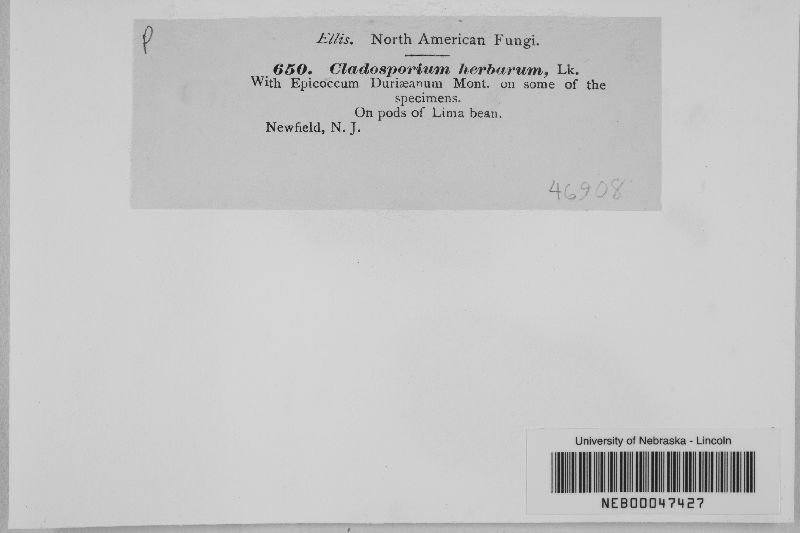 P
Ellis. North American Fungi.
650. Cladosporium herbarum, Lk.
With Epicoccum Duriæanum Mont. on some of the
specimens.
On pods of Lima bean.
Newfield, N. J.
46908
University of Nebraska - Lincoln
NEB00047427